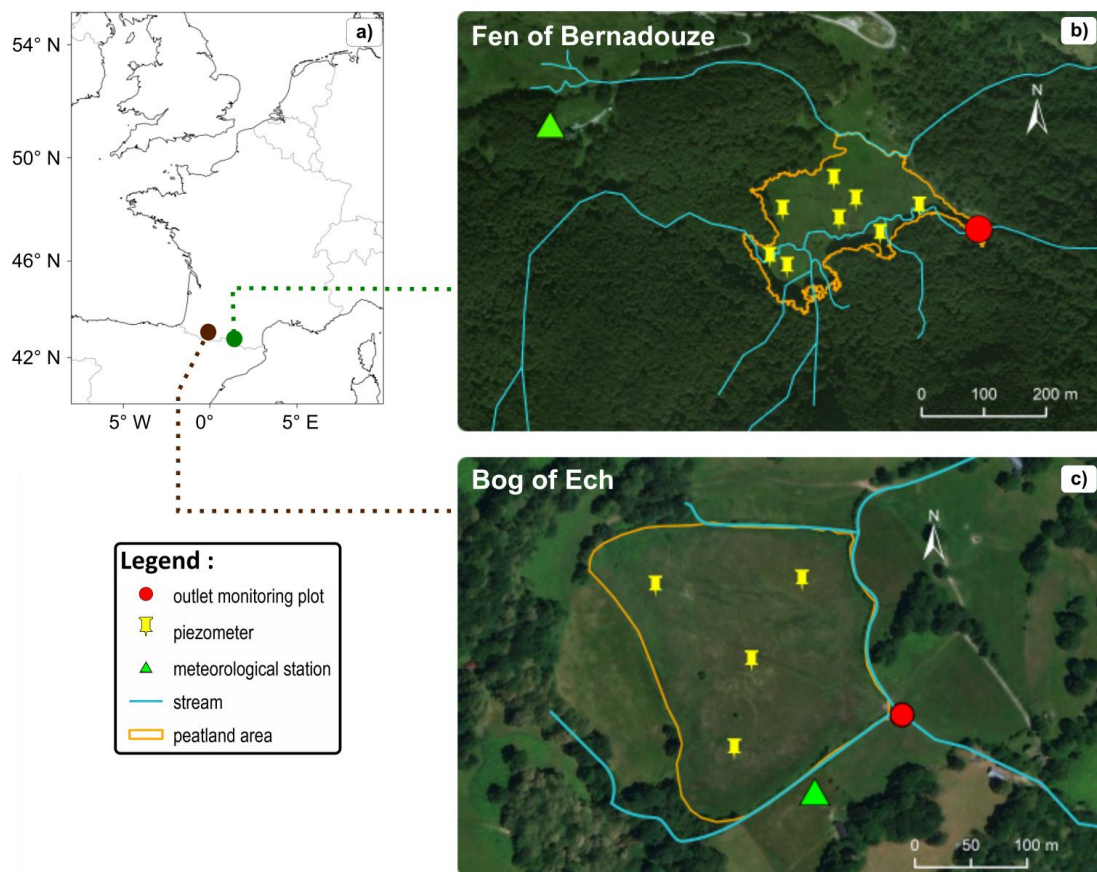 a)
54° N
50° N
46° N
42° N
5° W
0°
5° E
Fen of Bernadouze
b)
N
0 100 200 m
Bog of Ech
c)
N
0 50 100 m
Legend :
outlet monitoring plot
piezometer
meteorological station
stream
peatland area